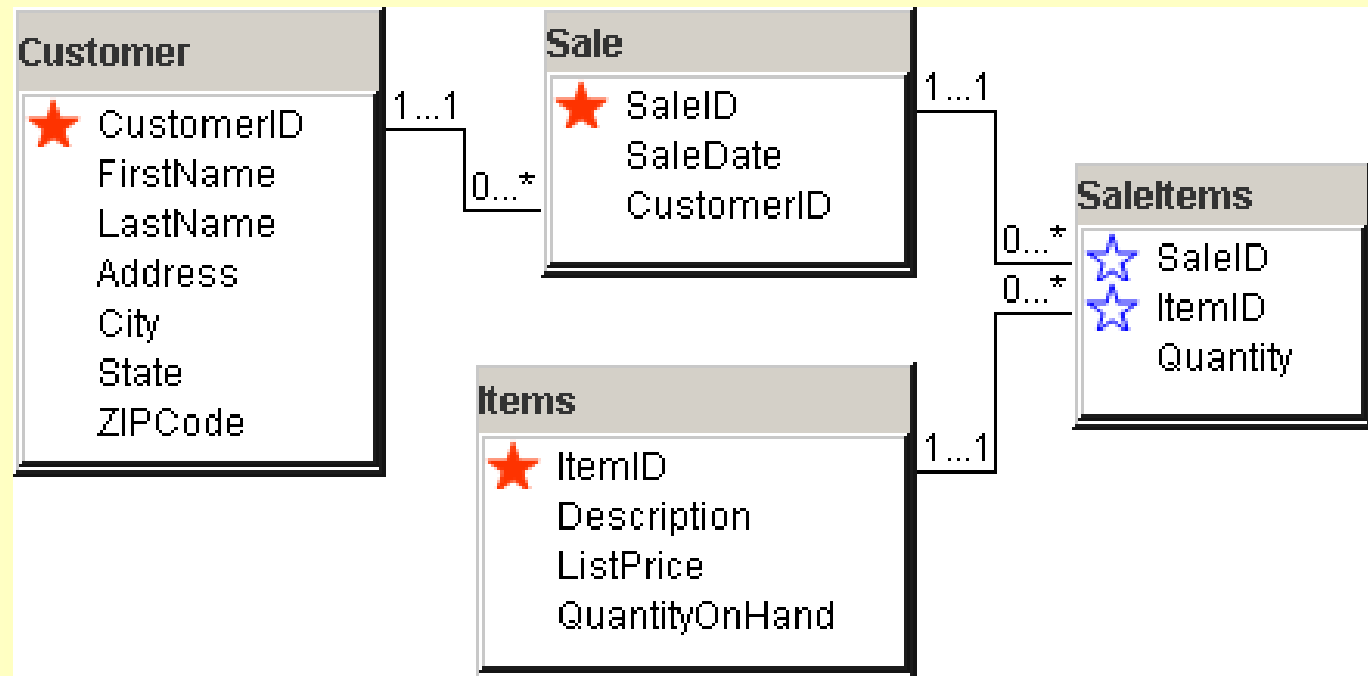 Customer
CustomerID
FirstName
LastName
Address
City
State
ZIPCode
1...1
0...*
Sale
SaleID
SaleDate
CustomerID
1...1
0...*
SaleItems
SaleID
ItemID
Quantity
0...*
1...1
Items
ItemID
Description
ListPrice
QuantityOnHand